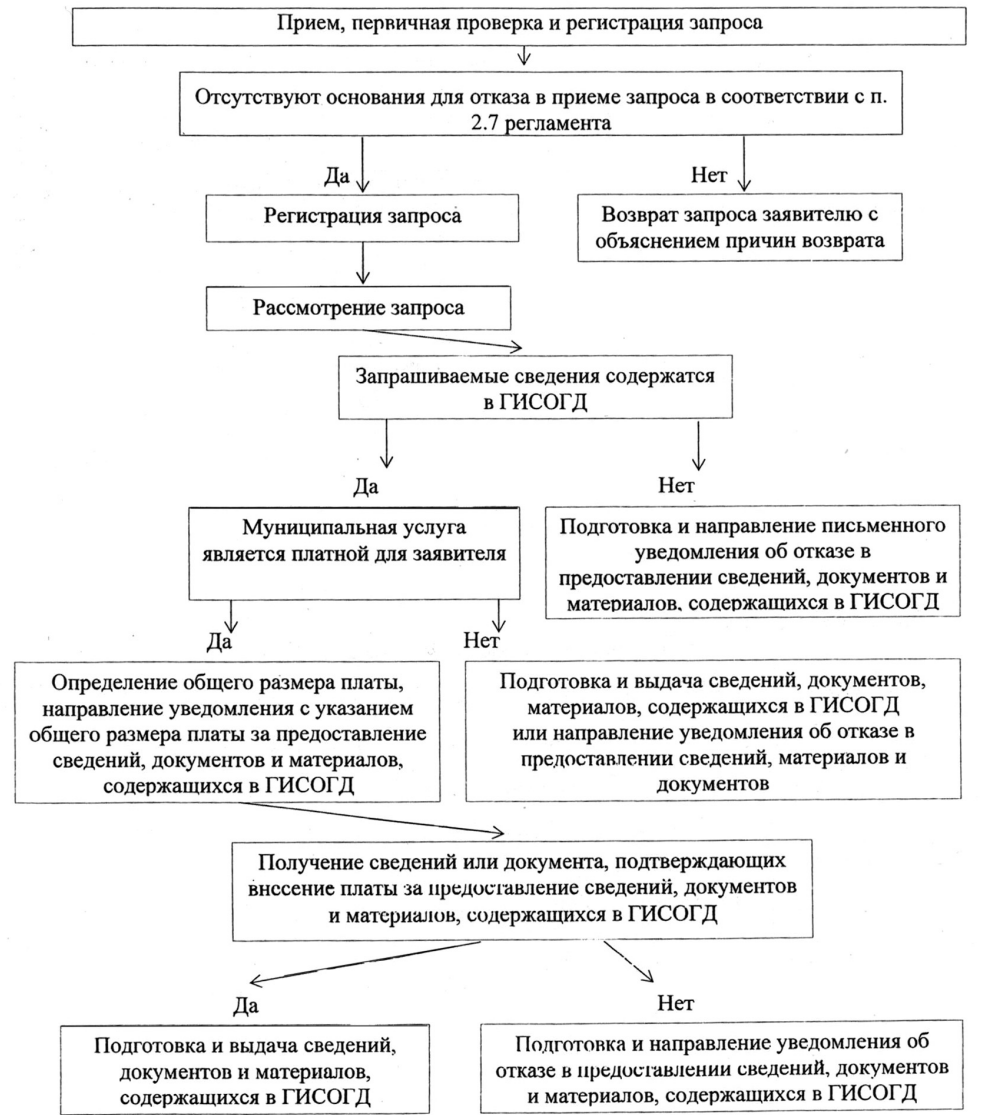 Прием, первичная проверка и регистрация запроса
Отсутствуют основания для отказа в приеме запроса в соответствии с п.
2.7 регламента
Да
Нет
Регистрация запроса
Возврат запроса заявителю с
объяснением причин возврата
Рассмотрение запроса
Запрашиваемые сведения содержатся
в ГИСОГД
Да
Нет
Муниципальная услуга
является платной для заявителя
Подготовка и направление письменного
уведомления об отказе в
предоставлении сведений, документов и
материалов, содержащихся в ГИСОГД
Да
Нет
Определение общего размера платы,
направление уведомления с указанием
общего размера платы за предоставление
сведений, документов и материалов,
содержащихся в ГИСОГД
Подготовка и выдача сведений, документов,
материалов, содержащихся в ГИСОГД
или направление уведомления об отказе в
предоставлении сведений, материалов и
документов
Получение сведений или документа, подтверждающих
внесение платы за предоставление сведений, документов
и материалов, содержащихся в ГИСОГД
Да
Нет
Подготовка и выдача сведений,
документов и материалов,
содержащихся в ГИСОГД
Подготовка и направление уведомления об
отказе в предоставлении сведений, документов
и материалов, содержащихся в ГИСОГД